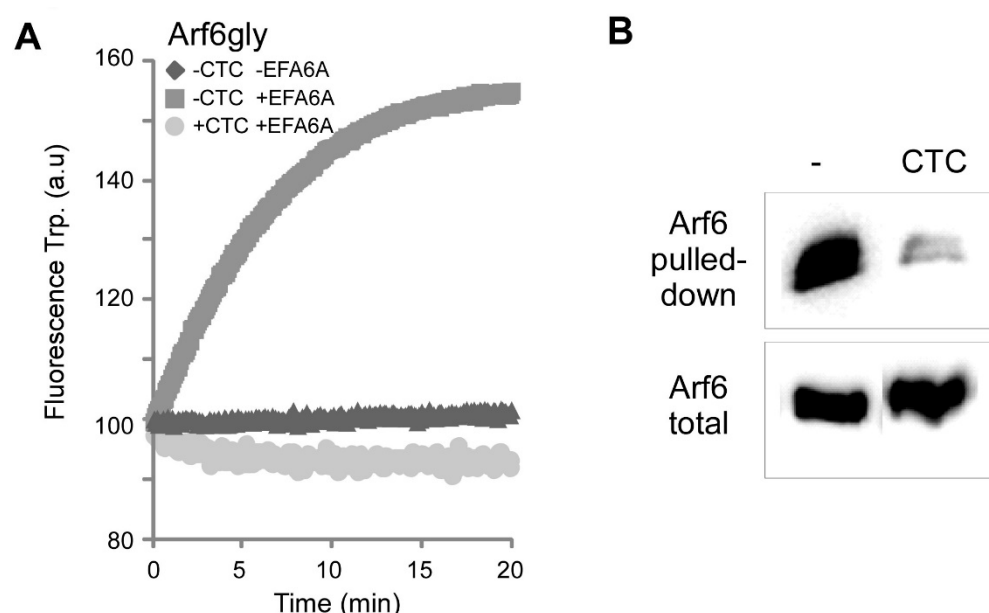 A
Arf6gly
-CTC -EFA6A
-CTC +EFA6A
+CTC +EFA6A
160
140
120
100
80
Fluorescence Trp. (a.u)
0 5 10 15 20
Time (min)
B
- CTC
Arf6
pulled-
down
Arf6
total